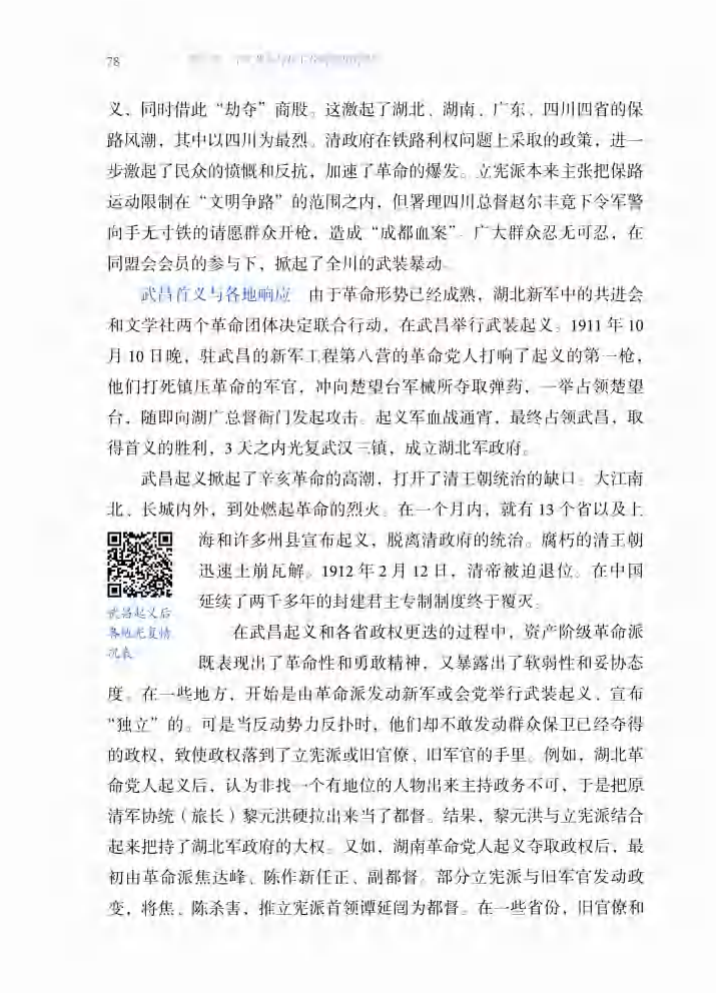 78
义，同时借此“劫夺”商股。这激起了湖北、湖南、广东、四川四省的保
路风潮，其中以四川为最烈。清政府在铁路利权问题上采取的政策，进一
步激起了民众的愤慨和反抗，加速了革命的爆发。立宪派本来主张把保路
运动限制在“文明争路”的范围之内，但署理四川总督赵尔丰竟下令军警
向手无寸铁的请愿群众开枪，造成“成都血案”。广大群众忍无可忍，在
同盟会会员的参与下，掀起了全川的武装暴动。
武昌首义与各地响应 由于革命形势已经成熟，湖北新军中的共进会
和文学社两个革命团体决定联合行动，在武昌举行武装起义。1911 年 10
月 10 日晚，驻武昌的新军工程第八营的革命党人打响了起义的第一枪，
他们打死镇压革命的军官，冲向楚望台军械所夺取弹药，一举占领楚望
台，随即向湖广总督衙门发起攻击。起义军血战通宵，最终占领武昌，取
得首义的胜利，3 天之内光复武汉三镇，成立湖北军政府。
武昌起义掀起了辛亥革命的高潮，打开了清王朝统治的缺口。大江南
北、长城内外，到处燃起革命的烈火。在一个月内，就有 13 个省以及上
海和许多州县宣布起义，脱离清政府的统治。腐朽的清王朝
迅速土崩瓦解。1912 年 2 月 12 日，清帝被迫退位。在中国
延续了两千多年的封建君主专制制度终于覆灭。
武昌起义后
各地光复情
况表
在武昌起义和各省政权更迭的过程中，资产阶级革命派
既表现出了革命性和勇敢精神，又暴露出了软弱性和妥协态
度。在一些地方，开始是由革命派发动新军或会党举行武装起义、宣布
“独立”的。可是当反动势力反扑时，他们却不敢发动群众保卫已经夺得
的政权，致使政权落到了立宪派或旧官僚、旧军官的手里。例如，湖北革
命党人起义后，认为非找一个有地位的人物出来主持政务不可，于是把原
清军协统（旅长）黎元洪硬拉出来当了都督。结果，黎元洪与立宪派结合
起来把持了湖北军政府的大权。又如，湖南革命党人起义夺取政权后，最
初由革命派焦达峰、陈作新任正、副都督。部分立宪派与旧军官发动政
变，将焦、陈杀害，推立宪派首领谭延闿为都督。在一些省份，旧官僚和